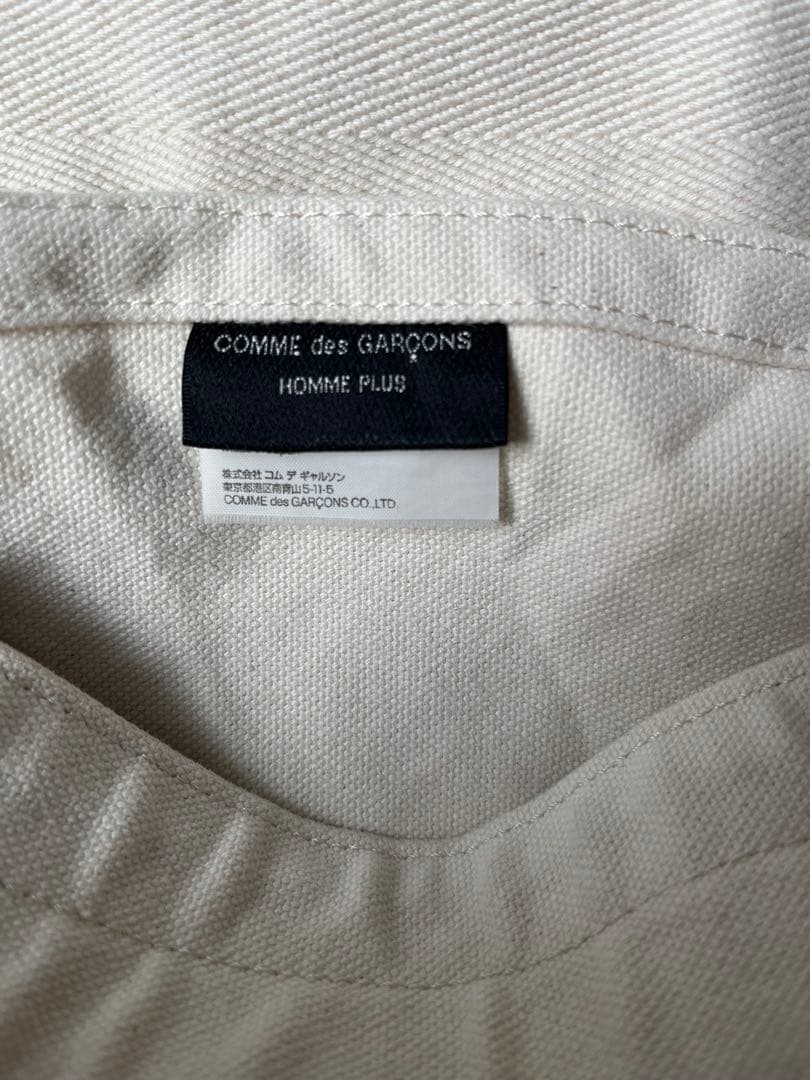 COMME des GARÇONS
HOMME PLUS
株式会社 コム デ ギャルソン
東京都港区南青山5-11-5
COMME des GARÇONS CO.,LTD.